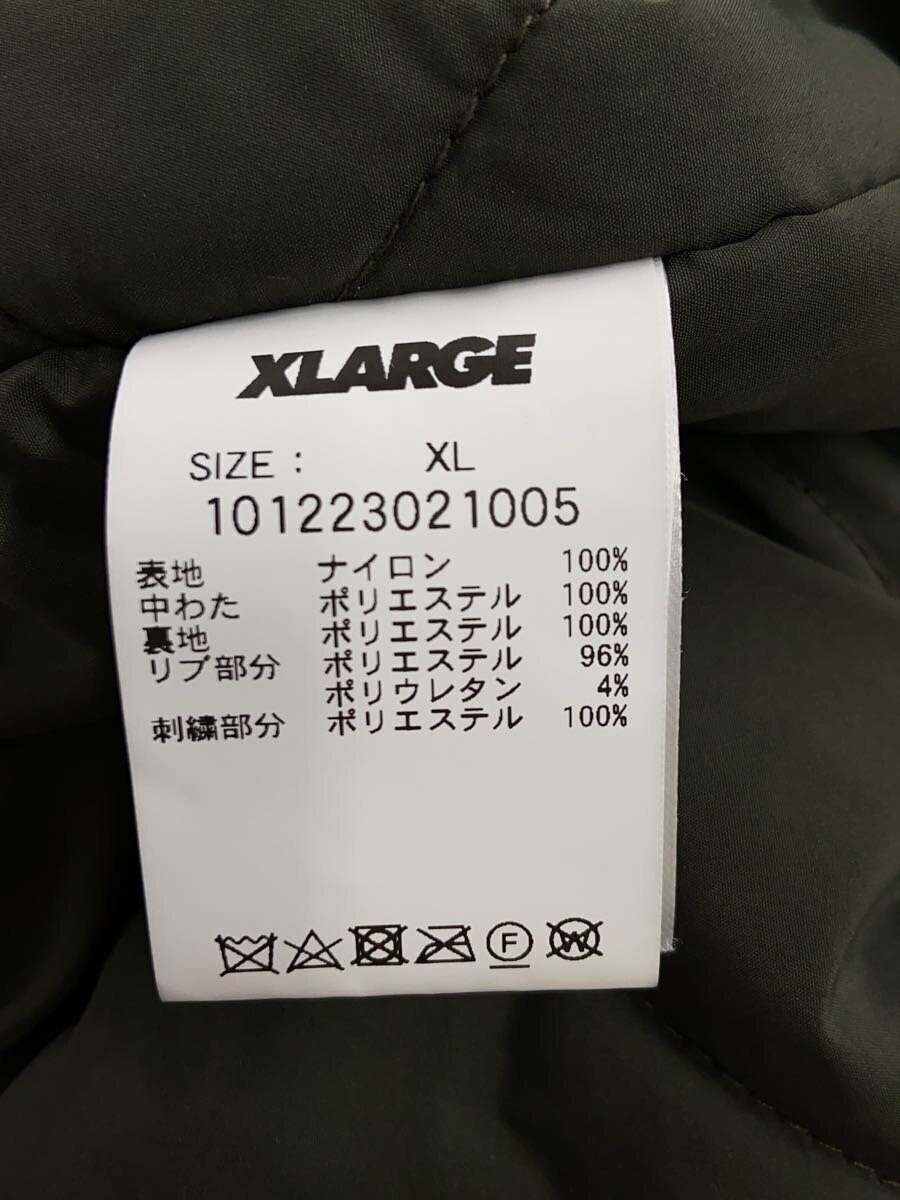 XLARGE
SIZE : XL
101223021005
表地 ナイロン 100%
中わた ポリエステル 100%
裏地 ポリエステル 100%
リブ部分 ポリエステル 96%
ポリウレタン 4%
刺繍部分 ポリエステル 100%
F W